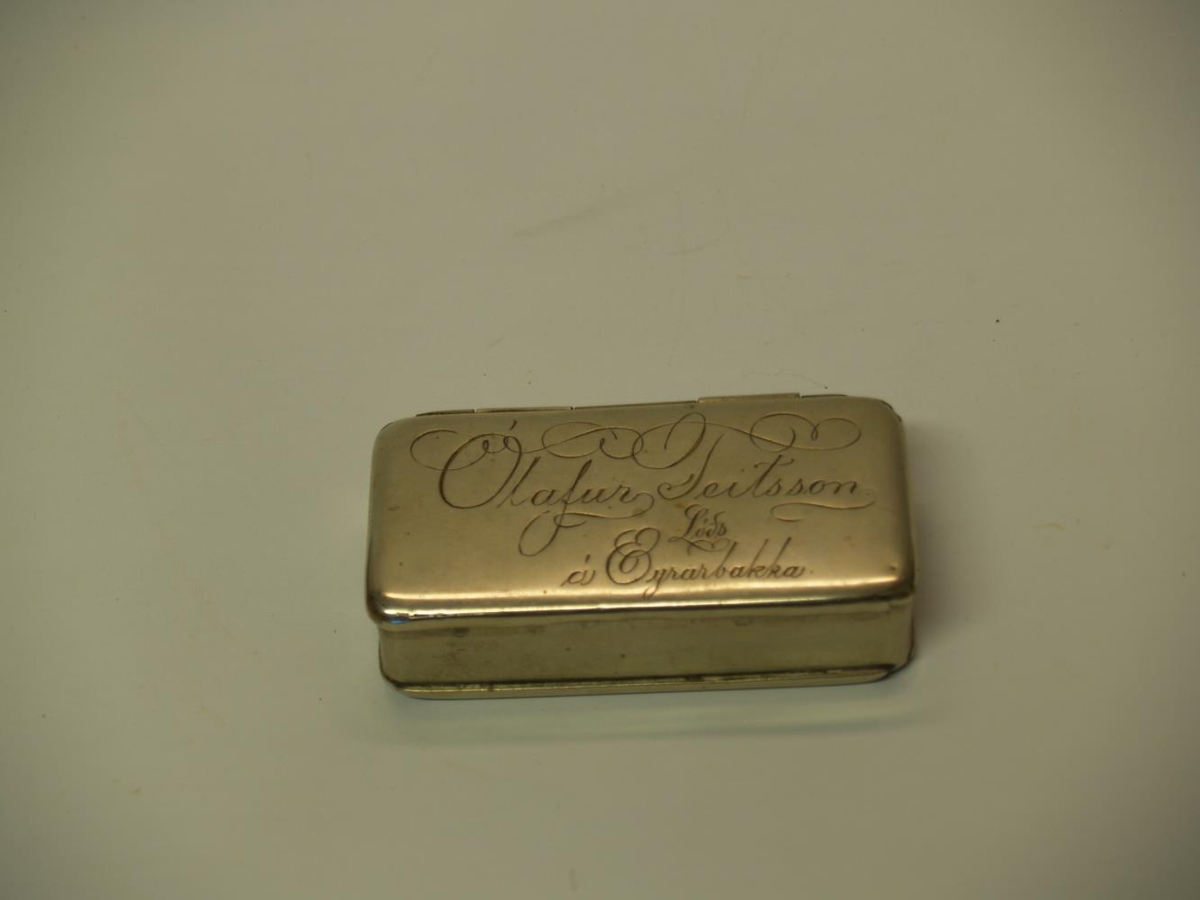 Ólafur Teitsson
Lóðs
á Eyrarbakka